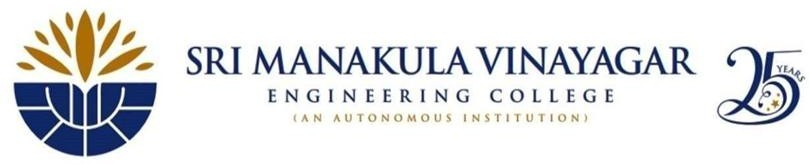 SRI MANAKULA VINAYAGAR
ENGINEERING COLLEGE
(AN AUTONOMOUS INSTITUTION)
25 YEARS